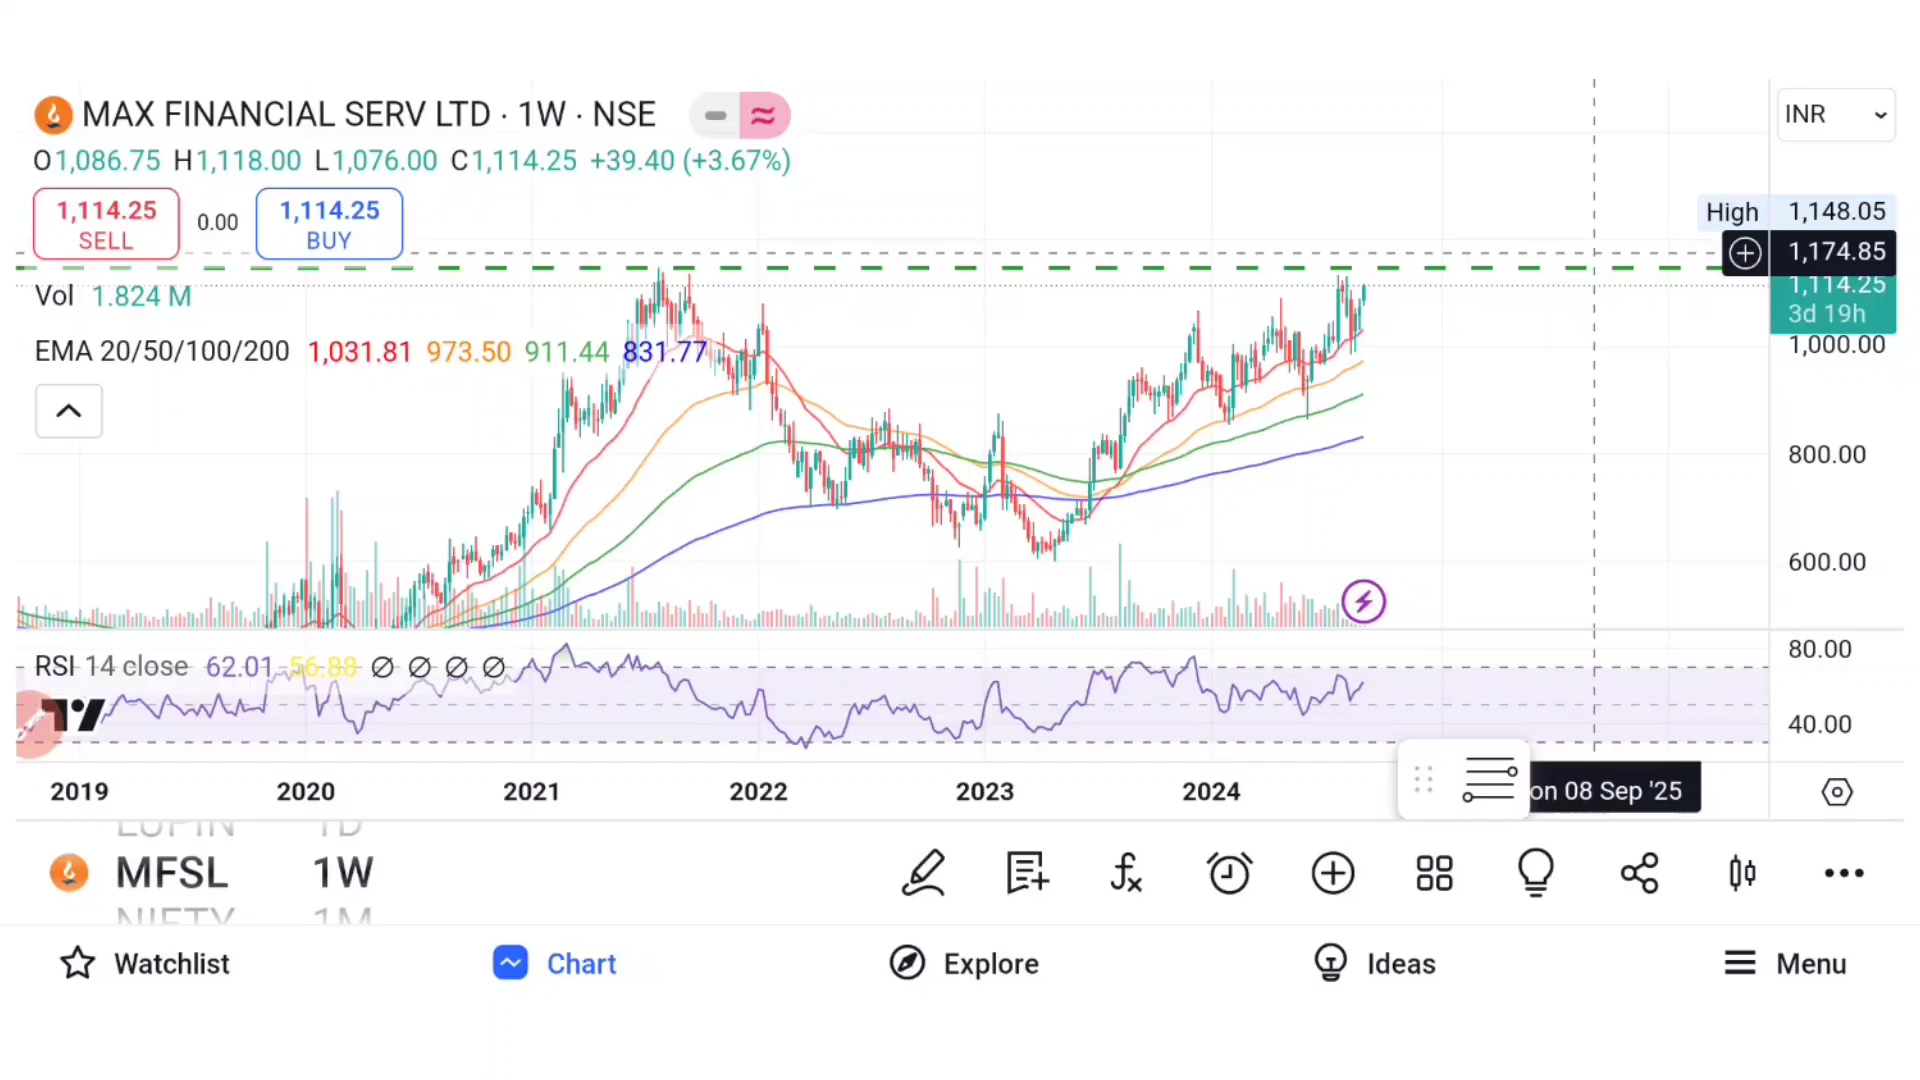 MAX FINANCIAL SERV LTD · 1W · NSE
INR
O1,086.75 H1,118.00 L1,076.00 C1,114.25 +39.40 (+3.67%)
1,114.25
SELL
0.00
1,114.25
BUY
High 1,148.05
1,174.85
1,114.25
3d 19h
Vol 1.824 M
EMA 20/50/100/200 1,031.81 973.50 911.44 831.77
1,000.00
800.00
600.00
RSI 14 close 62.01 56.88 ∅ ∅ ∅ ∅
80.00
40.00
2019 2020 2021 2022 2023 2024
on 08 Sep '25
LUPIN 1D
MFSL 1W
NIFTY 1M
Watchlist Chart Explore Ideas Menu